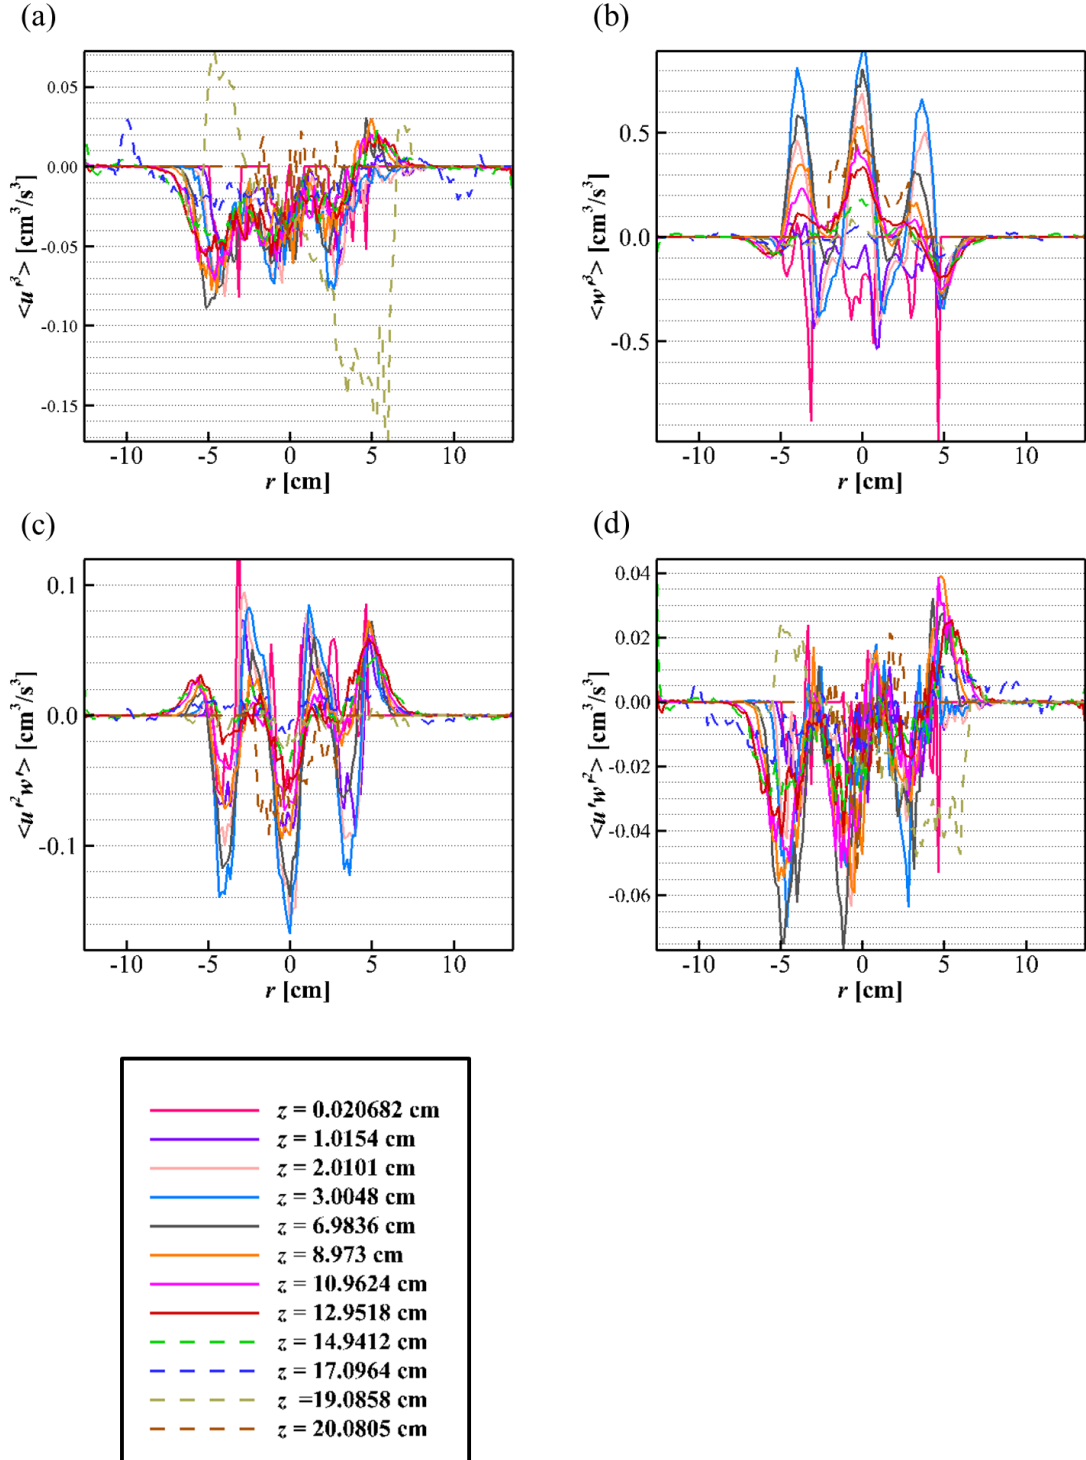 (a)
(b)
0.05
0.00
-0.05
-0.10
-0.15
<u'³> [cm³/s³]
-10
-5
0
5
10
r [cm]
0.5
0.0
-0.5
<w'³> [cm³/s³]
-10
-5
0
5
10
r [cm]
(c)
(d)
0.1
0.0
-0.1
<u'²w'> [cm³/s³]
-10
-5
0
5
10
r [cm]
0.04
0.02
0.00
-0.02
-0.04
-0.06
<u'w'²> [cm³/s³]
-10
-5
0
5
10
r [cm]
z = 0.020682 cm
z = 1.0154 cm
z = 2.0101 cm
z = 3.0048 cm
z = 6.9836 cm
z = 8.973 cm
z = 10.9624 cm
z = 12.9518 cm
z = 14.9412 cm
z = 17.0964 cm
z =19.0858 cm
z = 20.0805 cm